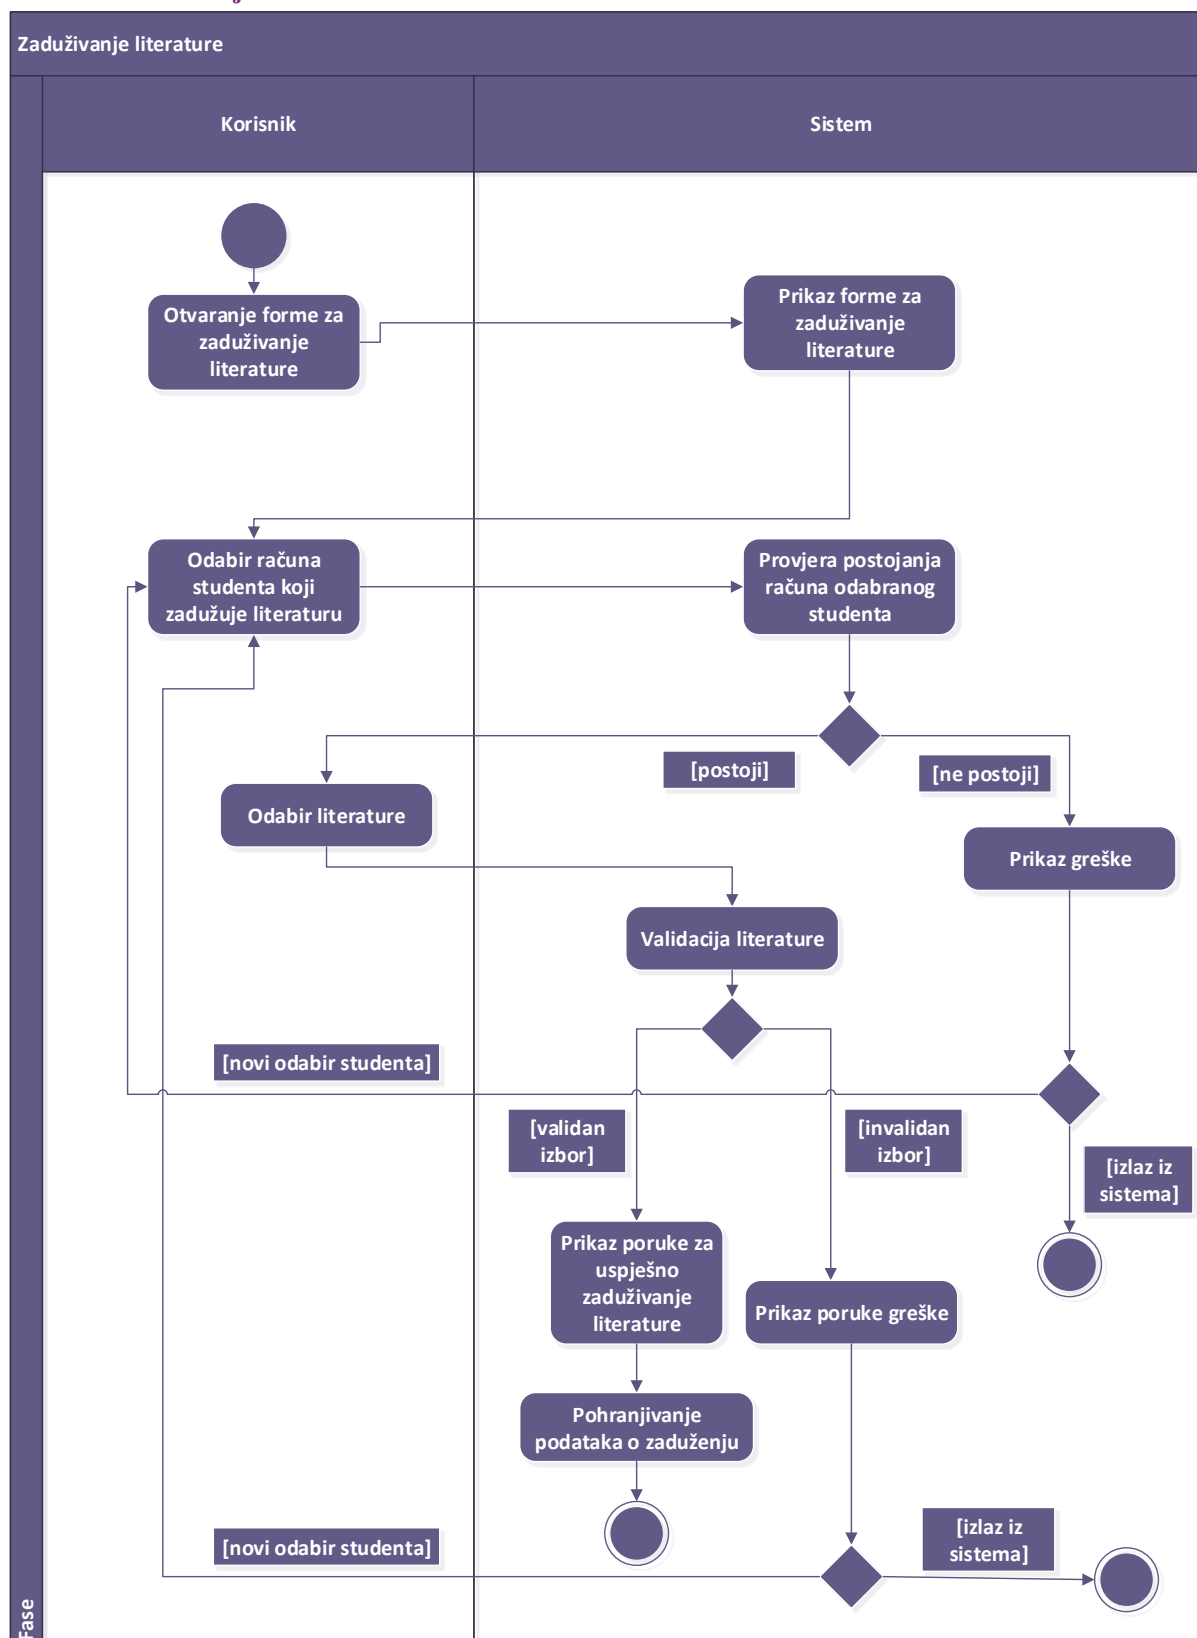 Zaduživanje literature
Korisnik
Sistem
Otvaranje forme za
zaduživanje
literature
Prikaz forme za
zaduživanje
literature
Odabir računa
studenta koji
zadužuje literaturu
Provjera postojanja
računa odabranog
studenta
[postoji]
[ne postoji]
Odabir literature
Prikaz greške
Validacija literature
[novi odabir studenta]
[validan
izbor]
[invalidan
izbor]
[izlaz iz
sistema]
Prikaz poruke za
uspješno
zaduživanje
literature
Prikaz poruke greške
Pohranjivanje
podataka o zaduženju
[novi odabir studenta]
[izlaz iz
sistema]
Fase